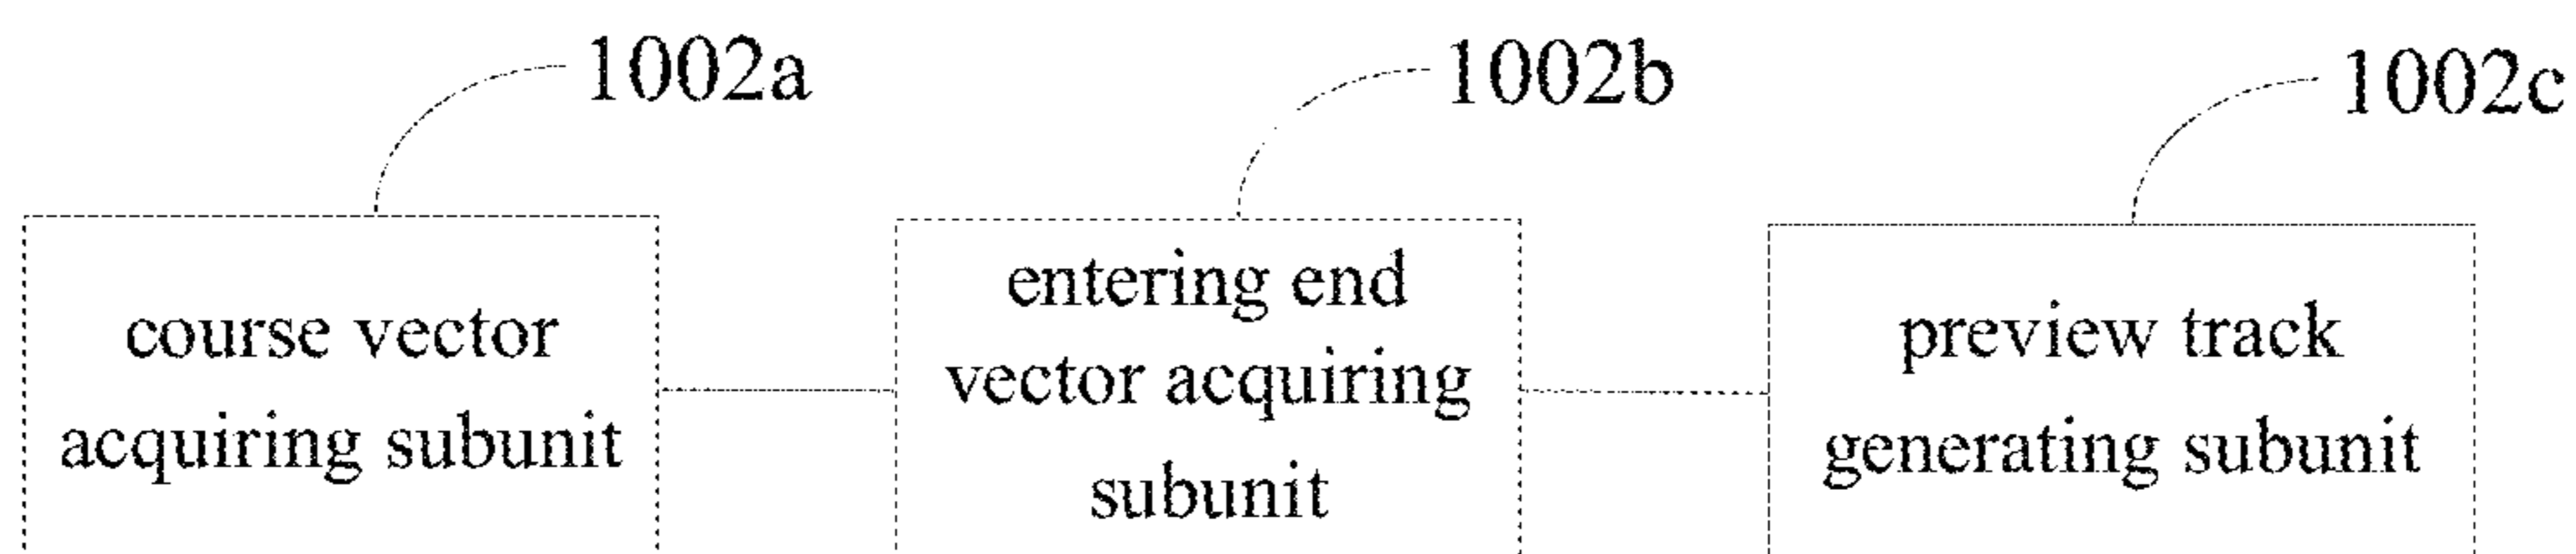 1002a
1002b
1002c
course vector
acquiring subunit
entering end
vector acquiring
subunit
preview track
generating subunit